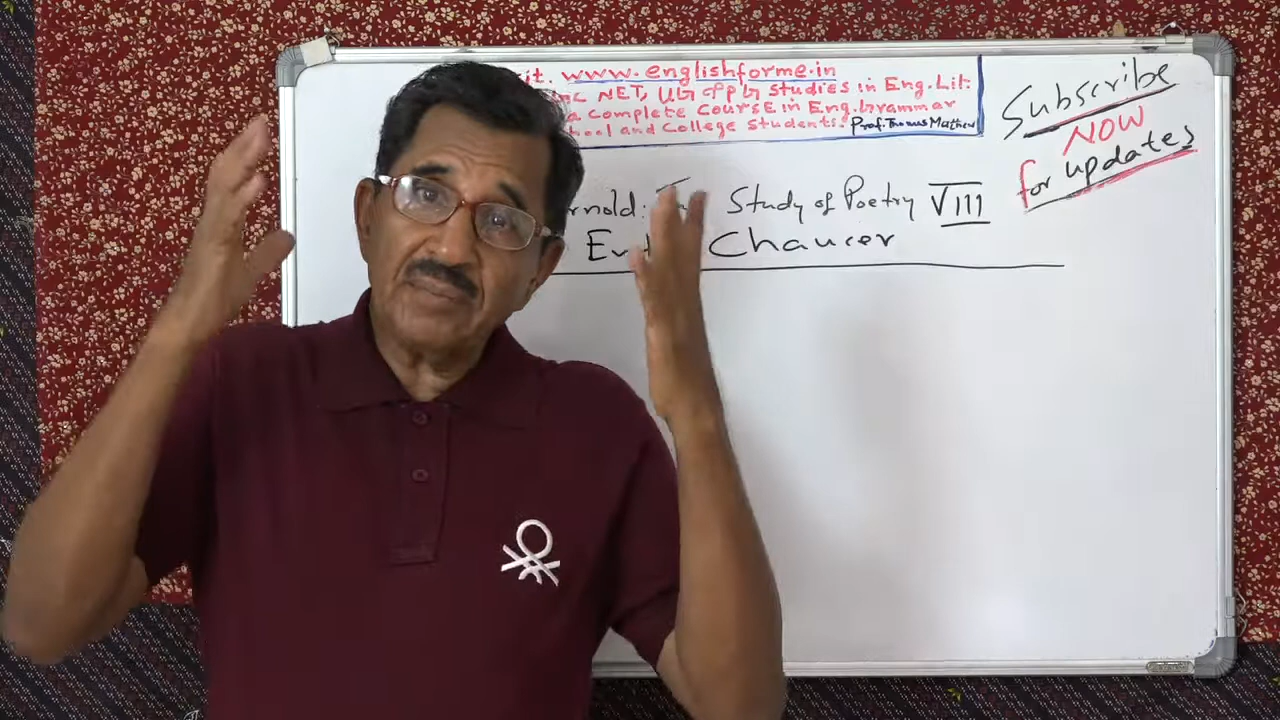 it. www.englishforme.in
NET, UG & PG Studies in Eng. Lit:
a complete course in Eng. Grammar
hool and College Students. Prof. Thomas Mathew
Subscribe
NOW
for updates
rnold: Study of Poetry VIII
Chaucer